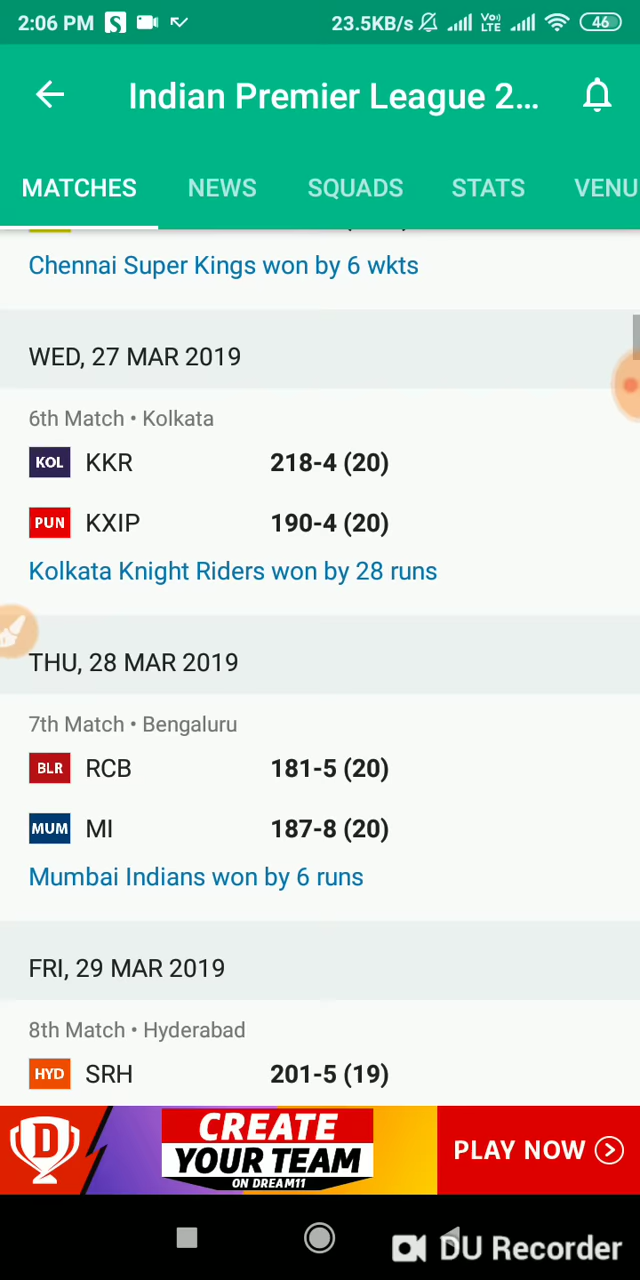 2:06 PM S 23.5KB/s Vo) LTE 46
Indian Premier League 2...
MATCHES NEWS SQUADS STATS VENU
Chennai Super Kings won by 6 wkts
WED, 27 MAR 2019
6th Match • Kolkata
KOL KKR 218-4 (20)
PUN KXIP 190-4 (20)
Kolkata Knight Riders won by 28 runs
THU, 28 MAR 2019
7th Match • Bengaluru
BLR RCB 181-5 (20)
MUM MI 187-8 (20)
Mumbai Indians won by 6 runs
FRI, 29 MAR 2019
8th Match • Hyderabad
HYD SRH 201-5 (19)
D CREATE
YOUR TEAM
ON DREAM11
PLAY NOW
DU Recorder